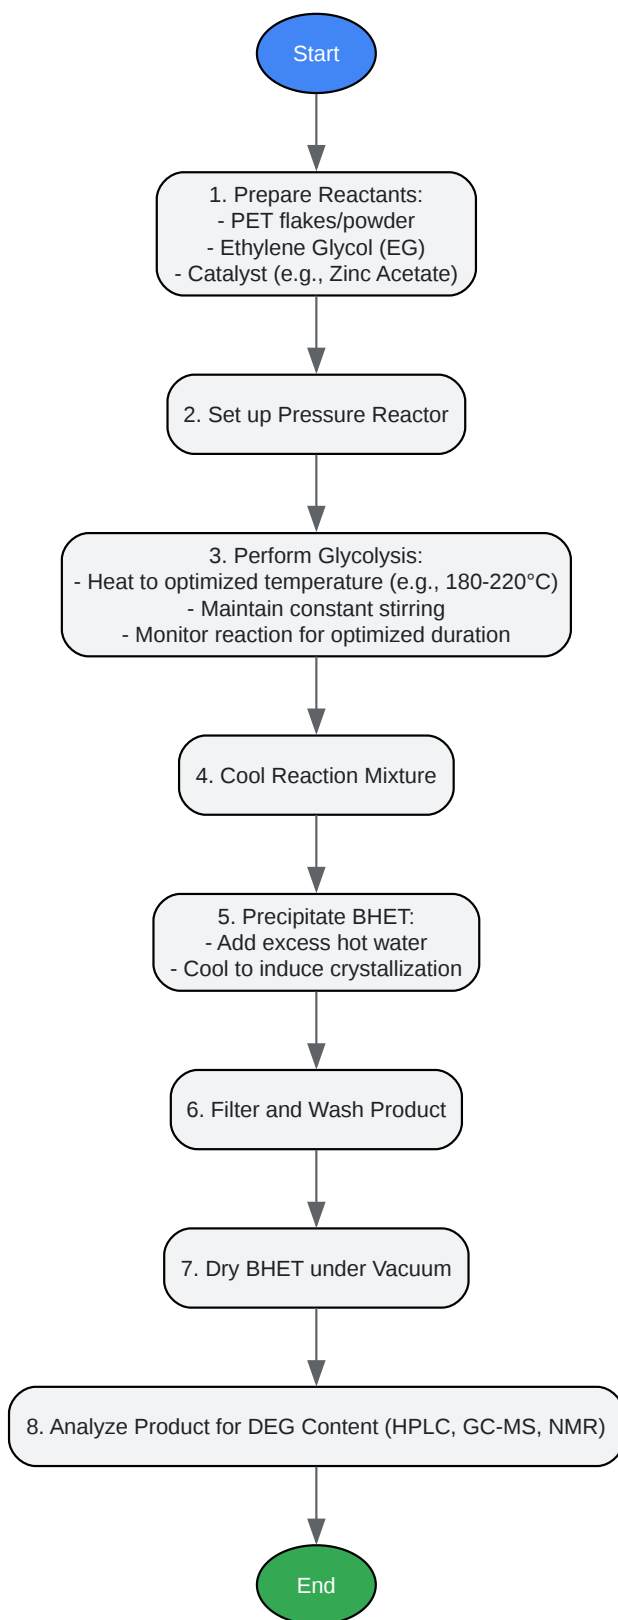 Start
1. Prepare Reactants:
- PET flakes/powder
- Ethylene Glycol (EG)
- Catalyst (e.g., Zinc Acetate)
2. Set up Pressure Reactor
3. Perform Glycolysis:
- Heat to optimized temperature (e.g., 180-220°C)
- Maintain constant stirring
- Monitor reaction for optimized duration
4. Cool Reaction Mixture
5. Precipitate BHET:
- Add excess hot water
- Cool to induce crystallization
6. Filter and Wash Product
7. Dry BHET under Vacuum
8. Analyze Product for DEG Content (HPLC, GC-MS, NMR)
End